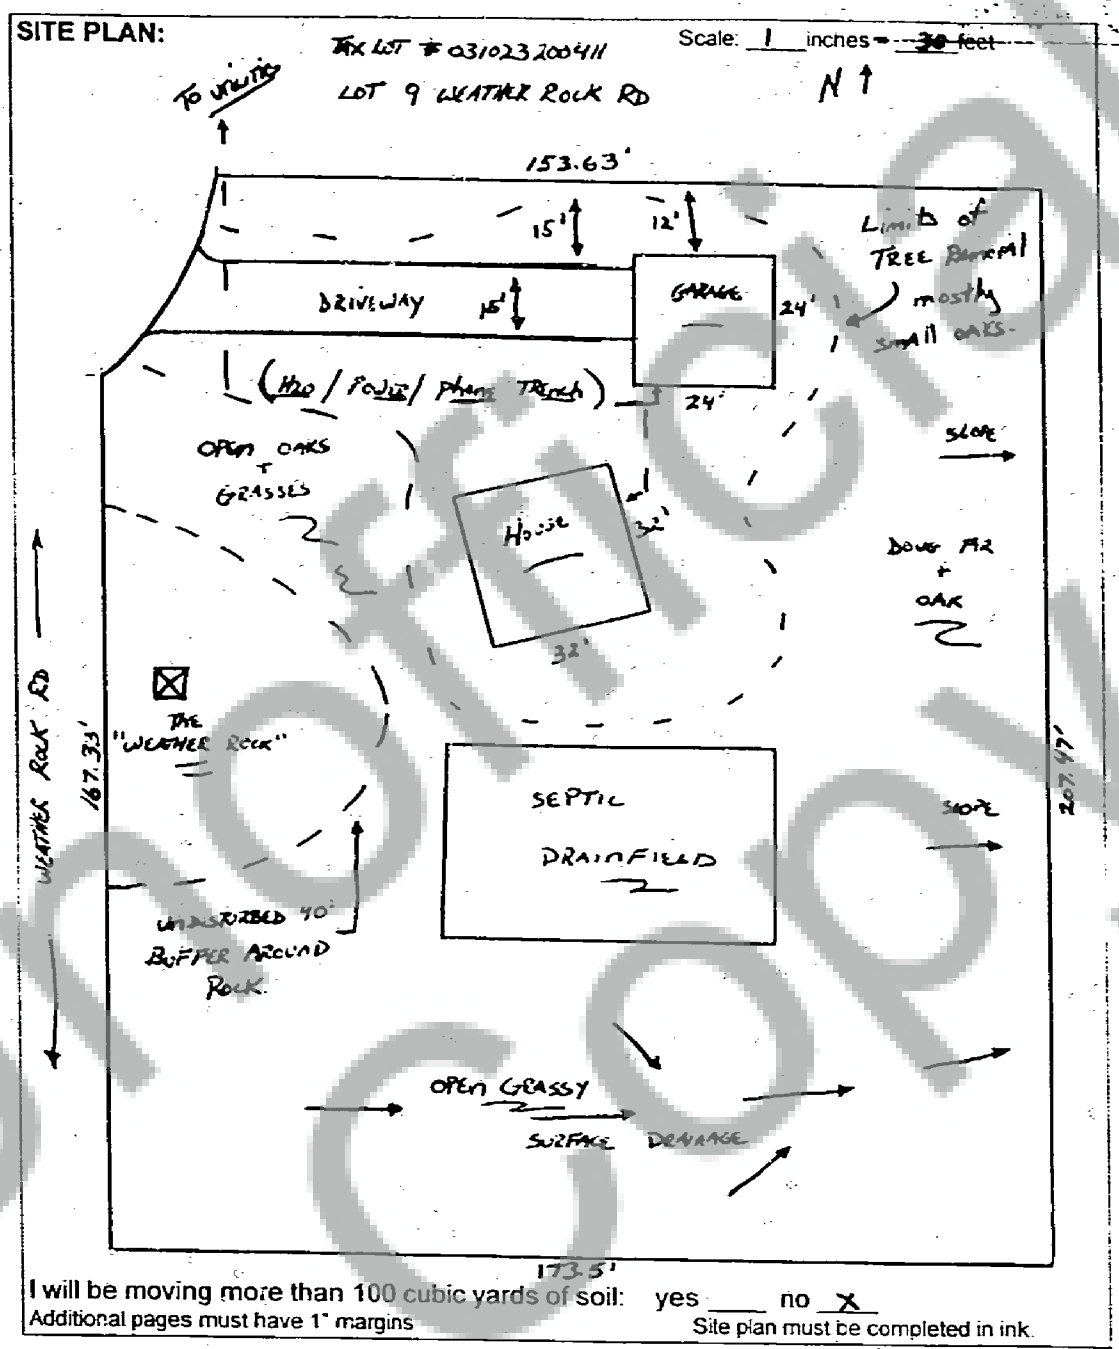 SITE PLAN:
Scale: 1 inches = 30 feet
TAX LOT # 031023200411
LOT 9 WEATHER ROCK RD
N
To
153.63'
15'
12'
Limits of
TREE Removal
mostly
small OAKS.
DRIVEWAY
15'
GARAGE
24'
24'
(H2O / POWER / Phone TRench)
OPEN OAKS
+
GRASSES
SLOPE
House
32'
32'
DOUG FIR
+
OAK
WEATHER ROCK RD
167.33'
THE
"WEATHER ROCK"
207.47'
SEPTIC
DRAINFIELD
SLOPE
UNDISTURBED 40'
BUFFER AROUND
ROCK.
OPEN GRASSY
SURFACE DRAINAGE
173.5'
I will be moving more than 100 cubic yards of soil: yes ____ no X
Additional pages must have 1" margins
Site plan must be completed in ink.
Unofficial
Copy